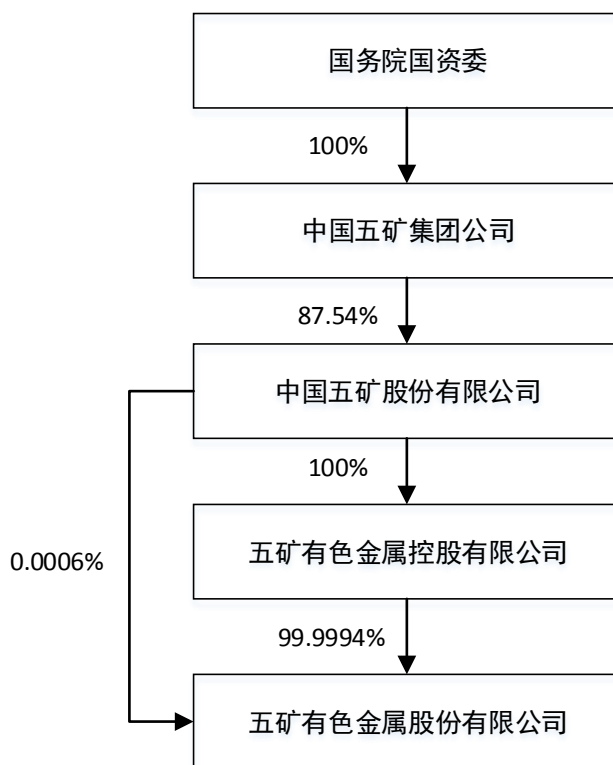 国务院国资委
100%
中国五矿集团公司
87.54%
中国五矿股份有限公司
100%
五矿有色金属控股有限公司
0.0006%
99.9994%
五矿有色金属股份有限公司